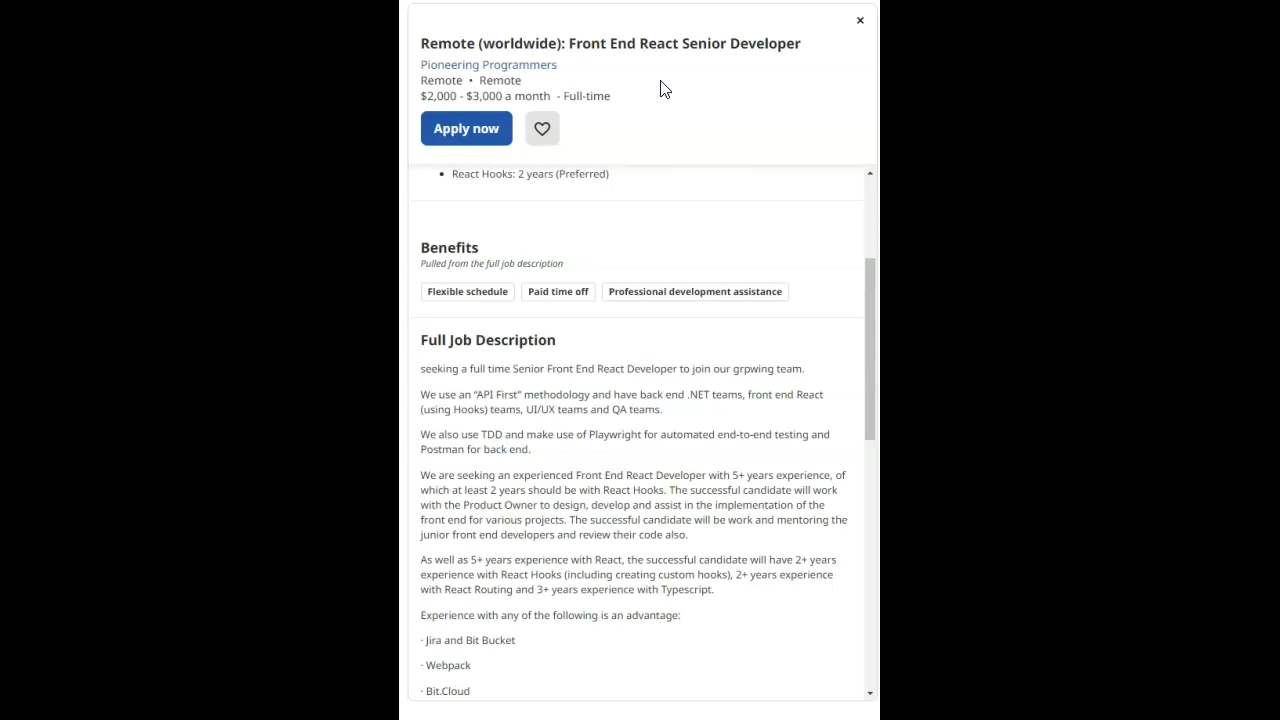 Remote (worldwide): Front End React Senior Developer
Pioneering Programmers
Remote • Remote
$2,000 - $3,000 a month - Full-time
Apply now
• React Hooks: 2 years (Preferred)
Benefits
Pulled from the full job description
Flexible schedule Paid time off Professional development assistance
Full Job Description
seeking a full time Senior Front End React Developer to join our grpwing team.
We use an “API First” methodology and have back end .NET teams, front end React
(using Hooks) teams, UI/UX teams and QA teams.
We also use TDD and make use of Playwright for automated end-to-end testing and
Postman for back end.
We are seeking an experienced Front End React Developer with 5+ years experience, of
which at least 2 years should be with React Hooks. The successful candidate will work
with the Product Owner to design, develop and assist in the implementation of the
front end for various projects. The successful candidate will be work and mentoring the
junior front end developers and review their code also.
As well as 5+ years experience with React, the successful candidate will have 2+ years
experience with React Hooks (including creating custom hooks), 2+ years experience
with React Routing and 3+ years experience with Typescript.
Experience with any of the following is an advantage:
· Jira and Bit Bucket
· Webpack
· Bit.Cloud